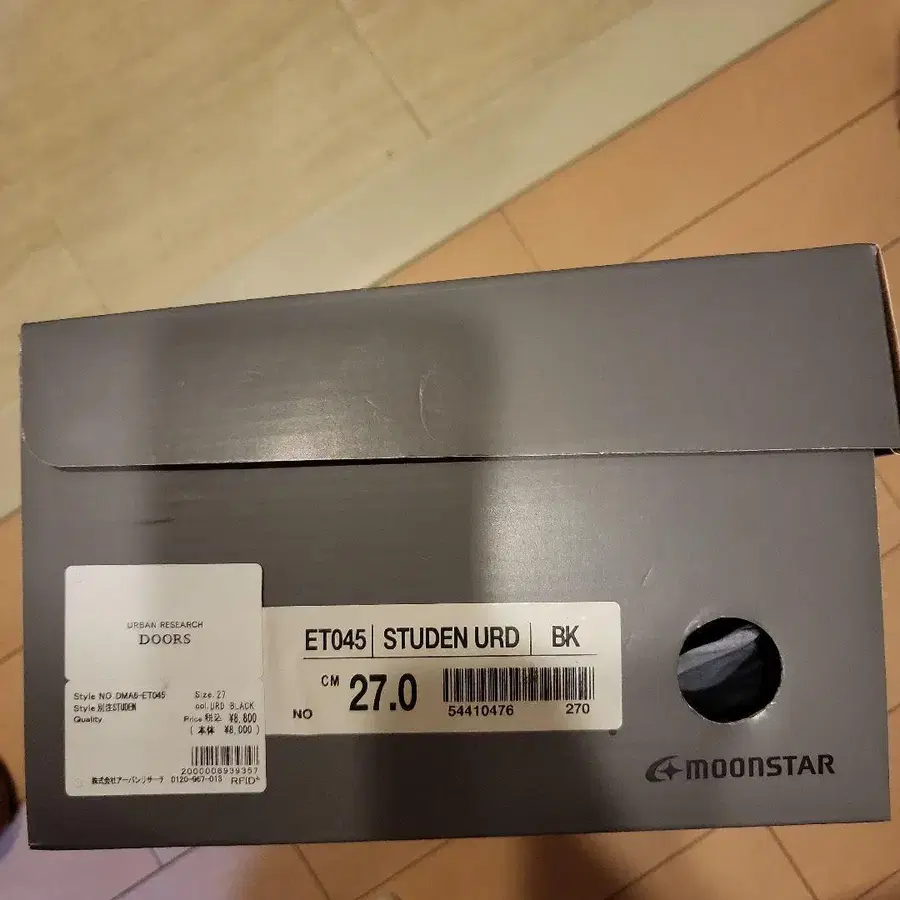 URBAN RESEARCH
DOORS
Style NO.DMA6-ET045 Size.27
Style.別注STUDEN col.URD BLACK
Quality Price 税込 ¥8,800
(本体 ¥8,000)
2000008939357
株式会社アーバンリサーチ 0120-967-013 RFID
ET045 STUDEN URD BK
CM 27.0
NO 54410476 270
MOONSTAR